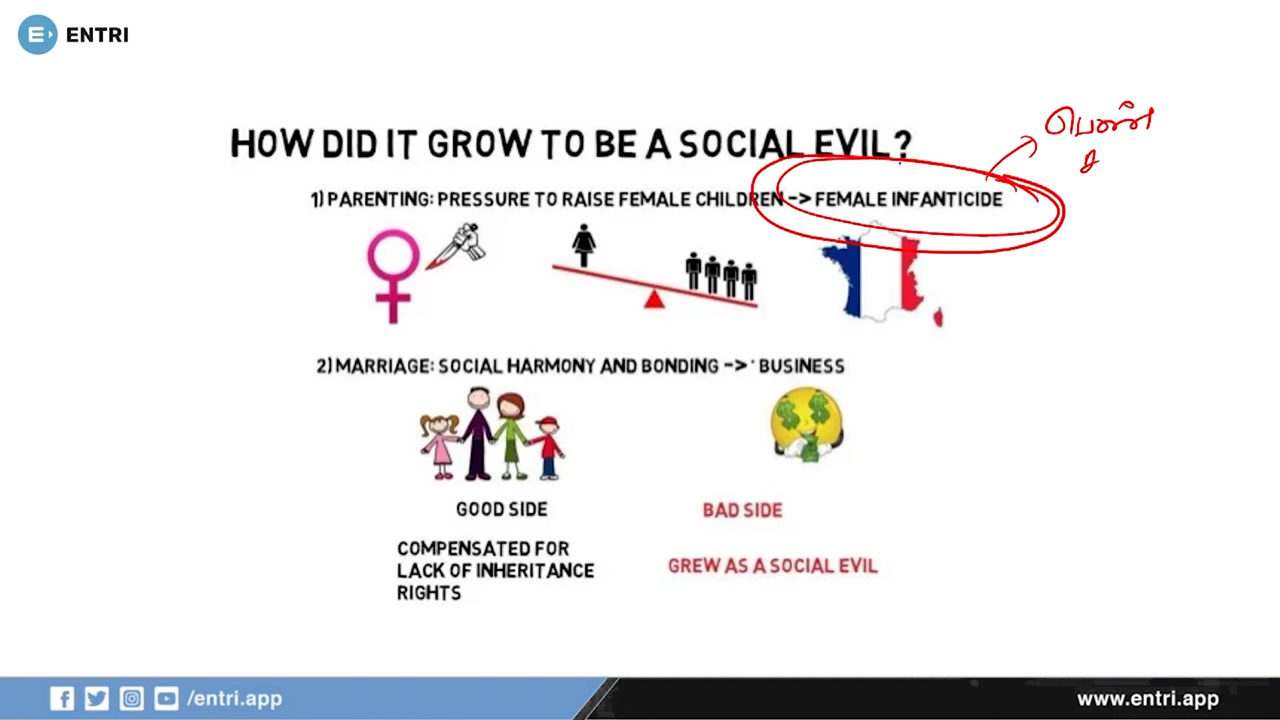 ENTRI
HOW DID IT GROW TO BE A SOCIAL EVIL?
1) PARENTING: PRESSURE TO RAISE FEMALE CHILDREN -> FEMALE INFANTICIDE
2) MARRIAGE: SOCIAL HARMONY AND BONDING -> BUSINESS
GOOD SIDE
BAD SIDE
COMPENSATED FOR
LACK OF INHERITANCE
RIGHTS
GREW AS A SOCIAL EVIL
/entri.app
www.entri.app